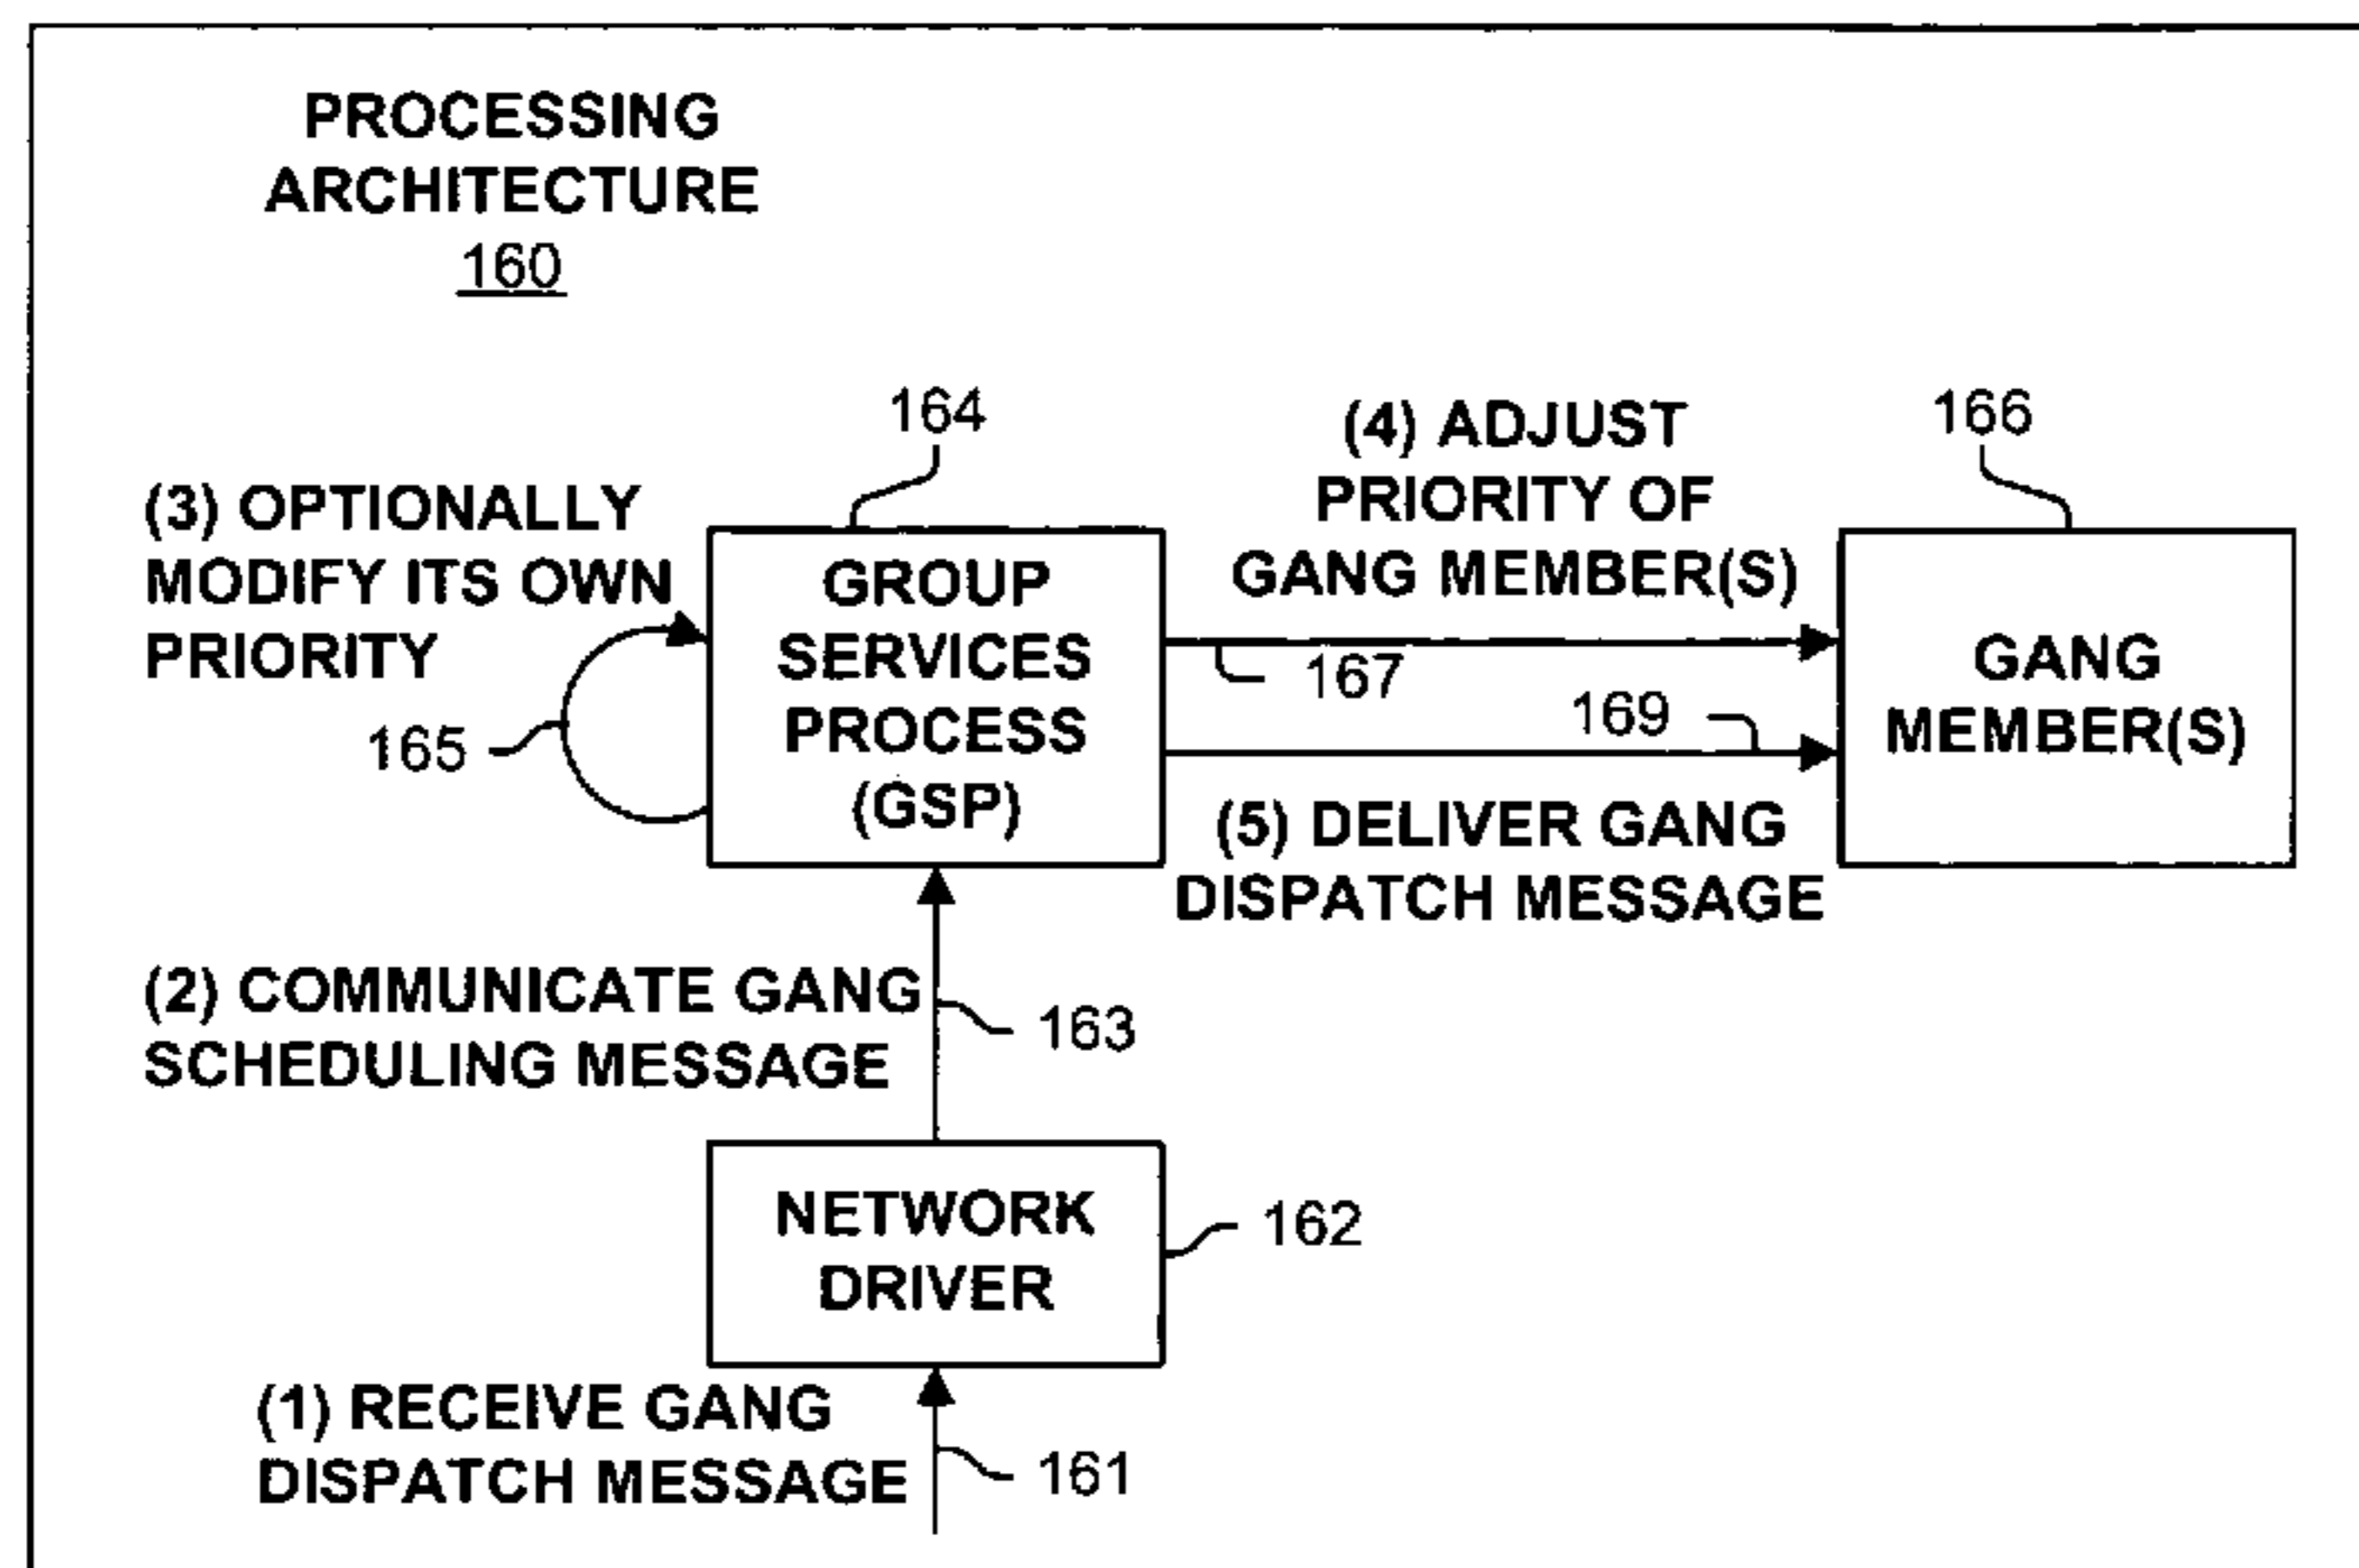 PROCESSING
ARCHITECTURE
160
164
(4) ADJUST
PRIORITY OF
GANG MEMBER(S)
166
(3) OPTIONALLY
MODIFY ITS OWN
PRIORITY
165
GROUP
SERVICES
PROCESS
(GSP)
167
169
GANG
MEMBER(S)
(5) DELIVER GANG
DISPATCH MESSAGE
(2) COMMUNICATE GANG
SCHEDULING MESSAGE
163
NETWORK
DRIVER
162
(1) RECEIVE GANG
DISPATCH MESSAGE
161